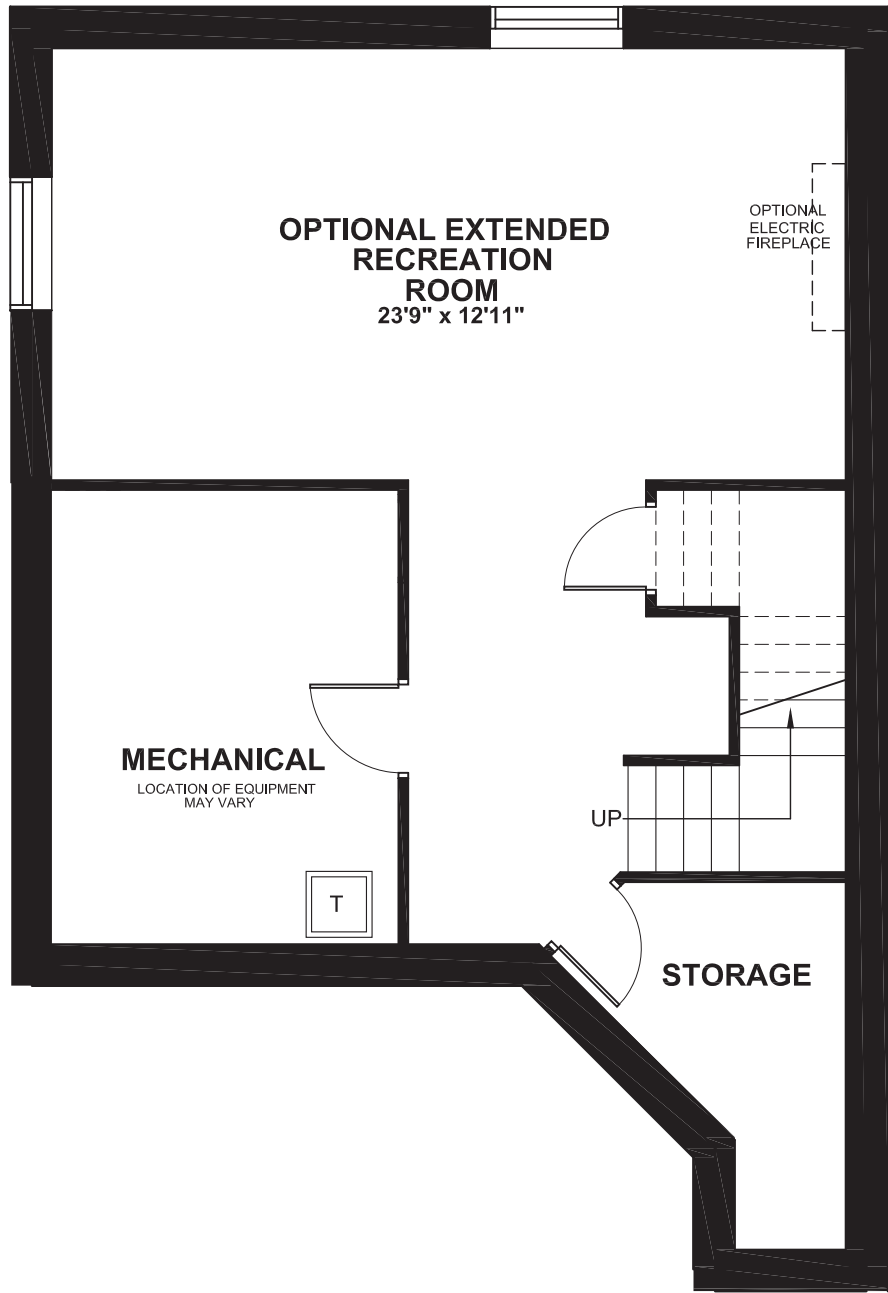 OPTIONAL EXTENDED
RECREATION
ROOM
23'9" x 12'11"
OPTIONAL
ELECTRIC
FIREPLACE
MECHANICAL
LOCATION OF EQUIPMENT
MAY VARY
UP
T
STORAGE